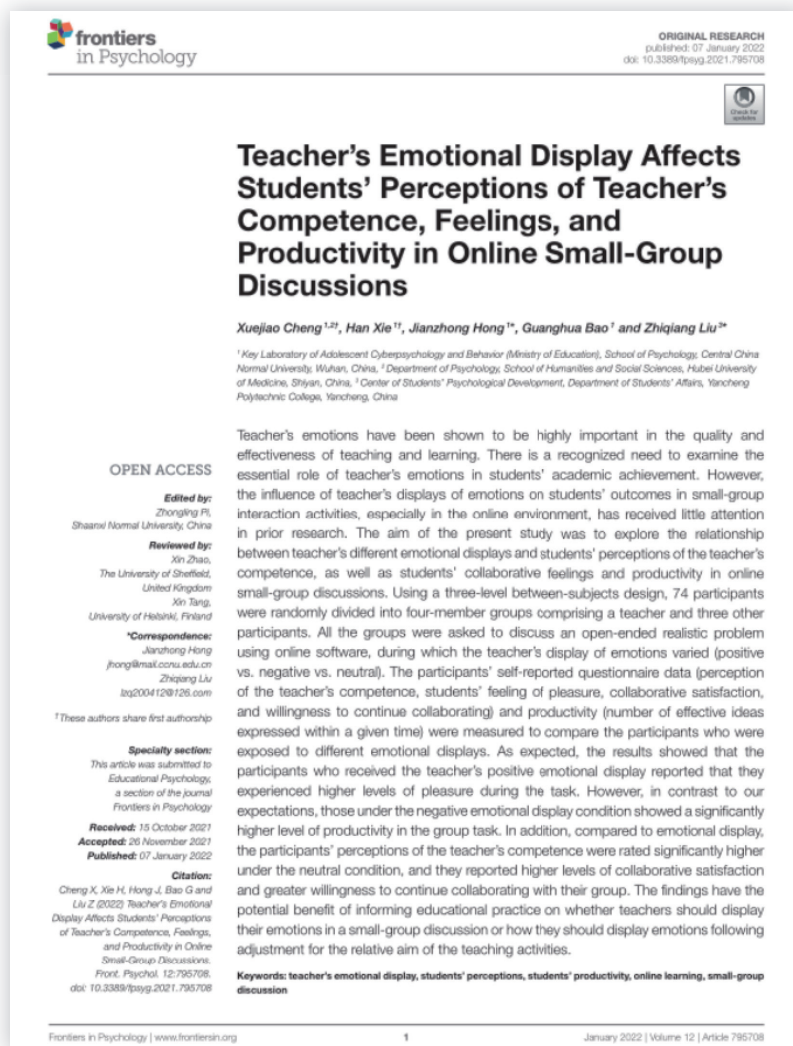 frontiers
in Psychology
ORIGINAL RESEARCH
published: 07 January 2022
doi: 10.3389/fpsyg.2021.795708
Check for
updates
Teacher's Emotional Display Affects
Students' Perceptions of Teacher's
Competence, Feelings, and
Productivity in Online Small-Group
Discussions
Xuejiao Cheng 1,2†, Han Xie 1†, Jianzhong Hong 1*, Guanghua Bao 1 and Zhiqiang Liu 3*
1 Key Laboratory of Adolescent Cyberpsychology and Behavior (Ministry of Education), School of Psychology, Central China
Normal University, Wuhan, China, 2 Department of Psychology, School of Humanities and Social Sciences, Hubei University
of Medicine, Shiyan, China, 3 Center of Students' Psychological Development, Department of Students' Affairs, Yancheng
Polytechnic College, Yancheng, China
OPEN ACCESS
Edited by:
Zhongling Pi,
Shaanxi Normal University, China
Reviewed by:
Xin Zhao,
The University of Sheffield,
United Kingdom
Xin Tang,
University of Helsinki, Finland
*Correspondence:
Jianzhong Hong
jhong@mail.ccnu.edu.cn
Zhiqiang Liu
lzq200412@126.com
†These authors share first authorship
Specialty section:
This article was submitted to
Educational Psychology,
a section of the journal
Frontiers in Psychology
Received: 15 October 2021
Accepted: 26 November 2021
Published: 07 January 2022
Citation:
Cheng X, Xie H, Hong J, Bao G and
Liu Z (2022) Teacher's Emotional
Display Affects Students' Perceptions
of Teacher's Competence, Feelings,
and Productivity in Online
Small-Group Discussions.
Front. Psychol. 12:795708.
doi: 10.3389/fpsyg.2021.795708
Teacher's emotions have been shown to be highly important in the quality and
effectiveness of teaching and learning. There is a recognized need to examine the
essential role of teacher's emotions in students' academic achievement. However,
the influence of teacher's displays of emotions on students' outcomes in small-group
interaction activities, especially in the online environment, has received little attention
in prior research. The aim of the present study was to explore the relationship
between teacher's different emotional displays and students' perceptions of the teacher's
competence, as well as students' collaborative feelings and productivity in online
small-group discussions. Using a three-level between-subjects design, 74 participants
were randomly divided into four-member groups comprising a teacher and three other
participants. All the groups were asked to discuss an open-ended realistic problem
using online software, during which the teacher's display of emotions varied (positive
vs. negative vs. neutral). The participants' self-reported questionnaire data (perception
of the teacher's competence, students' feeling of pleasure, collaborative satisfaction,
and willingness to continue collaborating) and productivity (number of effective ideas
expressed within a given time) were measured to compare the participants who were
exposed to different emotional displays. As expected, the results showed that the
participants who received the teacher's positive emotional display reported that they
experienced higher levels of pleasure during the task. However, in contrast to our
expectations, those under the negative emotional display condition showed a significantly
higher level of productivity in the group task. In addition, compared to emotional display,
the participants' perceptions of the teacher's competence were rated significantly higher
under the neutral condition, and they reported higher levels of collaborative satisfaction
and greater willingness to continue collaborating with their group. The findings have the
potential benefit of informing educational practice on whether teachers should display
their emotions in a small-group discussion or how they should display emotions following
adjustment for the relative aim of the teaching activities.
Keywords: teacher's emotional display, students' perceptions, students' productivity, online learning, small-group
discussion
Frontiers in Psychology | www.frontiersin.org
1
January 2022 | Volume 12 | Article 795708